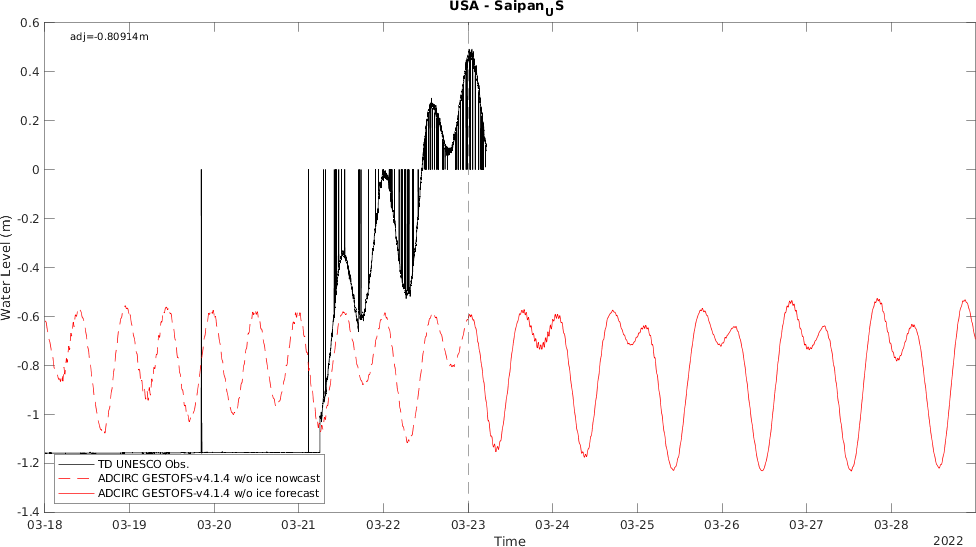 USA - Saipan_US
adj=-0.80914m
0.6
0.4
0.2
0
-0.2
-0.4
-0.6
-0.8
-1
-1.2
-1.4
Water Level (m)
TD UNESCO Obs.
ADCIRC GESTOFS-v4.1.4 w/o ice nowcast
ADCIRC GESTOFS-v4.1.4 w/o ice forecast
03-18 03-19 03-20 03-21 03-22 03-23 03-24 03-25 03-26 03-27 03-28
Time
2022